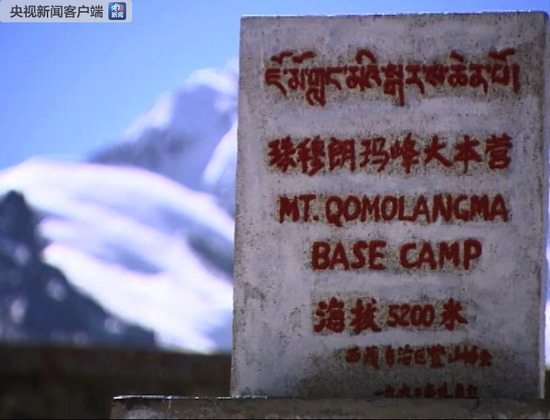 央视新闻客户端
ཇོ་མོ་གླང་མའི་སྒར་ས་ཆེན་པོ།
珠穆朗玛峰大本营
MT. QOMOLANGMA
BASE CAMP
海拔5200米
西藏自治区登山协会